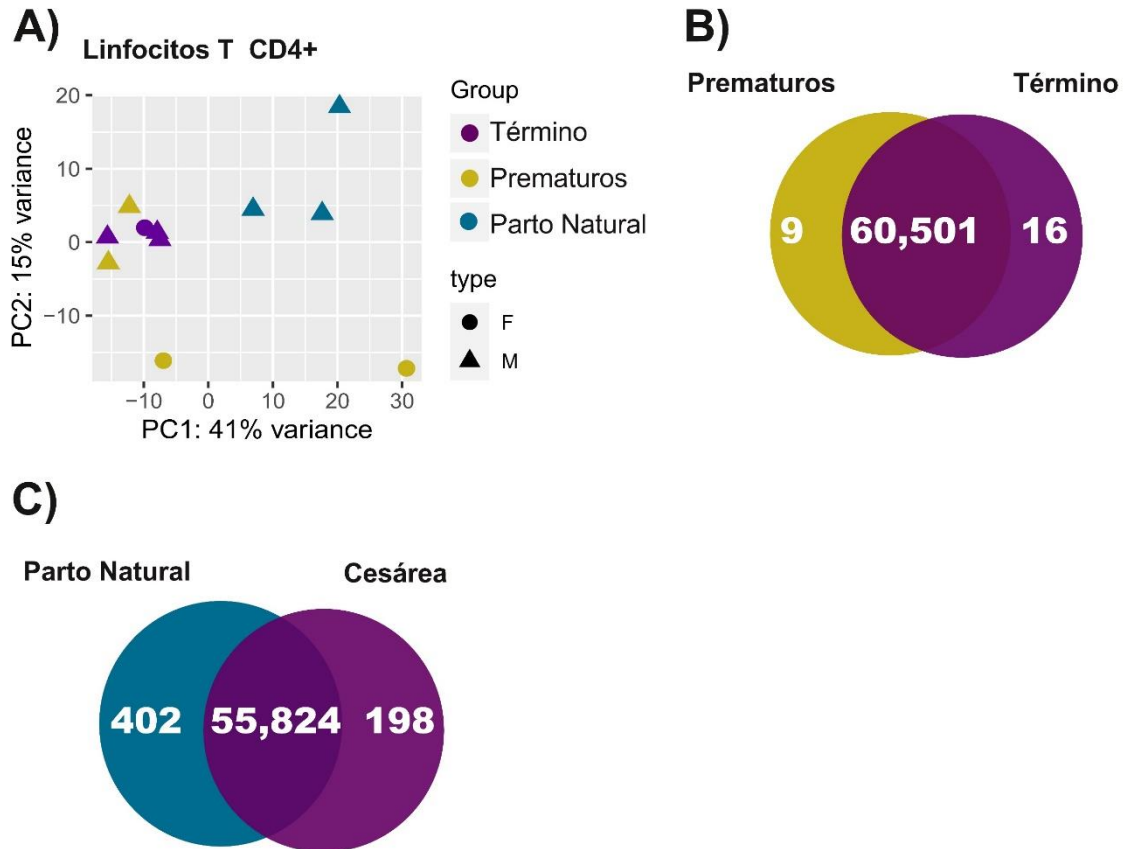 A)
Linfocitos T CD4+
20
10
0
−10
PC2: 15% variance
−10 0 10 20 30
PC1: 41% variance
Group
Término
Prematuros
Parto Natural
type
F
M
B)
Prematuros Término
9 60,501 16
C)
Parto Natural Cesárea
402 55,824 198